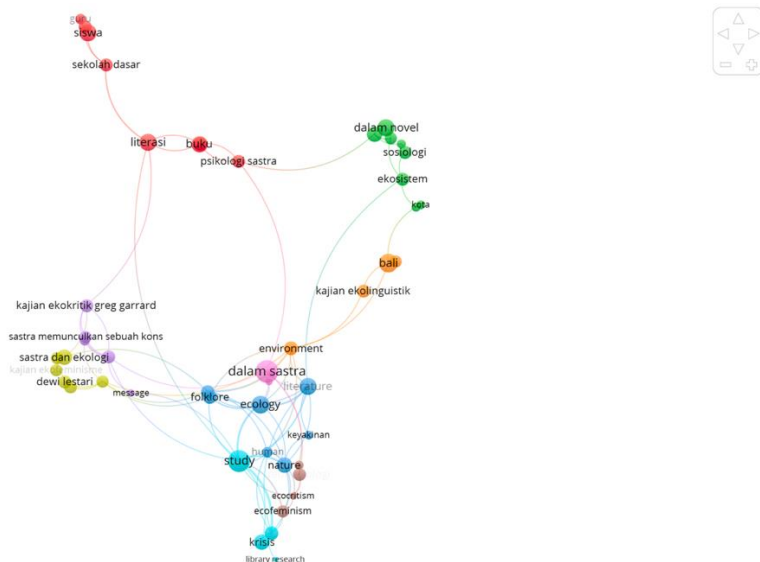 guru
siswa
sekolah dasar
literasi
buku
psikologi sastra
dalam novel
sosiologi
ekosistem
kota
bali
kajian ekolinguistik
kajian ekokritik greg garrard
sastra memunculkan sebuah kons
sastra dan ekologi
kajian ekofeminisme
dewi lestari
message
environment
dalam sastra
literature
folklore
ecology
keyakinan
human
study
nature
ecocritism
ecofeminism
krisis
library research